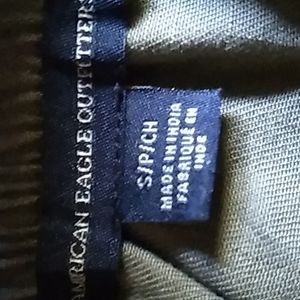 AMERICAN EAGLE OUTFITTERS
S/P/CH
MADE IN INDIA
FABRIQUÉ EN
INDE